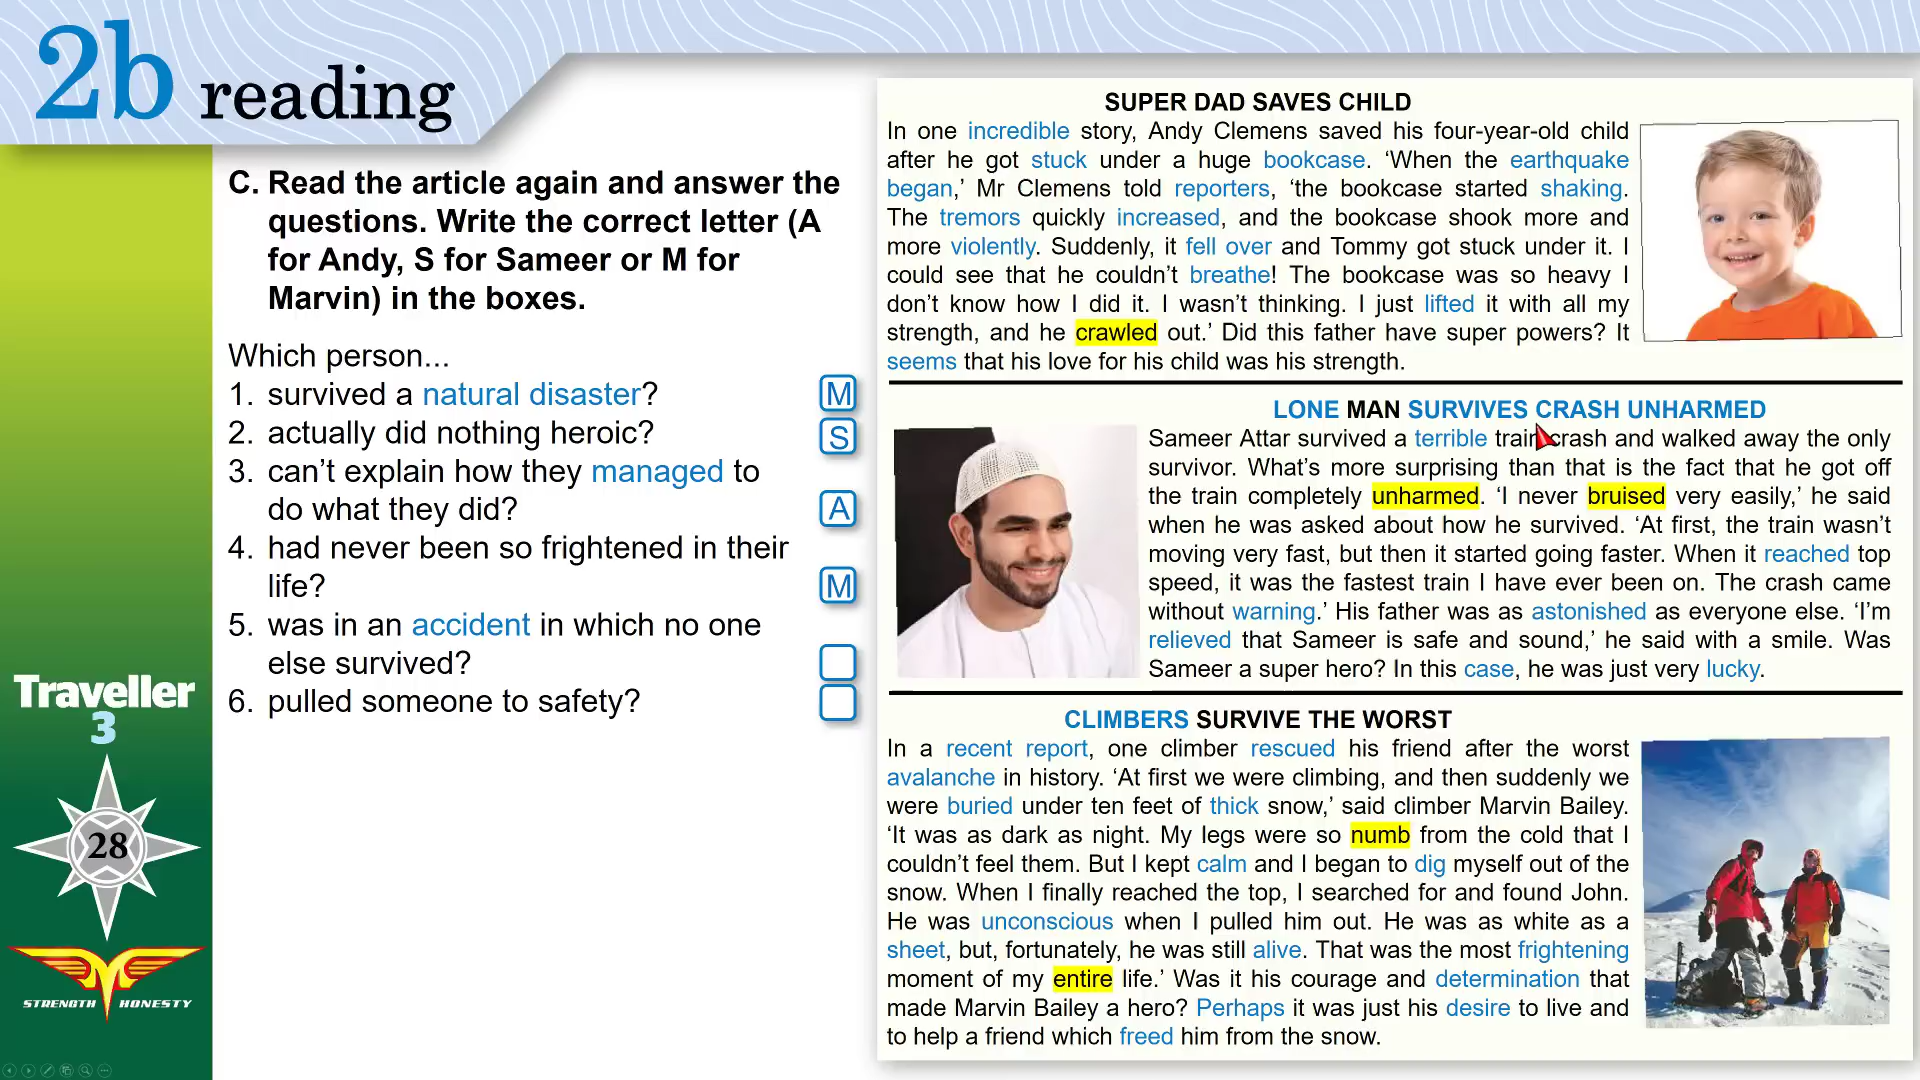 2b reading
C. Read the article again and answer the
questions. Write the correct letter (A
for Andy, S for Sameer or M for
Marvin) in the boxes.
Which person...
1. survived a natural disaster? M
2. actually did nothing heroic? S
3. can’t explain how they managed to
do what they did? A
4. had never been so frightened in their
life? M
5. was in an accident in which no one
else survived?
6. pulled someone to safety?
Traveller
3
28
STRENGTH HONESTY
SUPER DAD SAVES CHILD
In one incredible story, Andy Clemens saved his four-year-old child
after he got stuck under a huge bookcase. ‘When the earthquake
began,’ Mr Clemens told reporters, ‘the bookcase started shaking.
The tremors quickly increased, and the bookcase shook more and
more violently. Suddenly, it fell over and Tommy got stuck under it. I
could see that he couldn’t breathe! The bookcase was so heavy I
don’t know how I did it. I wasn’t thinking. I just lifted it with all my
strength, and he crawled out.’ Did this father have super powers? It
seems that his love for his child was his strength.
LONE MAN SURVIVES CRASH UNHARMED
Sameer Attar survived a terrible train crash and walked away the only
survivor. What’s more surprising than that is the fact that he got off
the train completely unharmed. ‘I never bruised very easily,’ he said
when he was asked about how he survived. ‘At first, the train wasn’t
moving very fast, but then it started going faster. When it reached top
speed, it was the fastest train I have ever been on. The crash came
without warning.’ His father was as astonished as everyone else. ‘I’m
relieved that Sameer is safe and sound,’ he said with a smile. Was
Sameer a super hero? In this case, he was just very lucky.
CLIMBERS SURVIVE THE WORST
In a recent report, one climber rescued his friend after the worst
avalanche in history. ‘At first we were climbing, and then suddenly we
were buried under ten feet of thick snow,’ said climber Marvin Bailey.
‘It was as dark as night. My legs were so numb from the cold that I
couldn’t feel them. But I kept calm and I began to dig myself out of the
snow. When I finally reached the top, I searched for and found John.
He was unconscious when I pulled him out. He was as white as a
sheet, but, fortunately, he was still alive. That was the most frightening
moment of my entire life.’ Was it his courage and determination that
made Marvin Bailey a hero? Perhaps it was just his desire to live and
to help a friend which freed him from the snow.